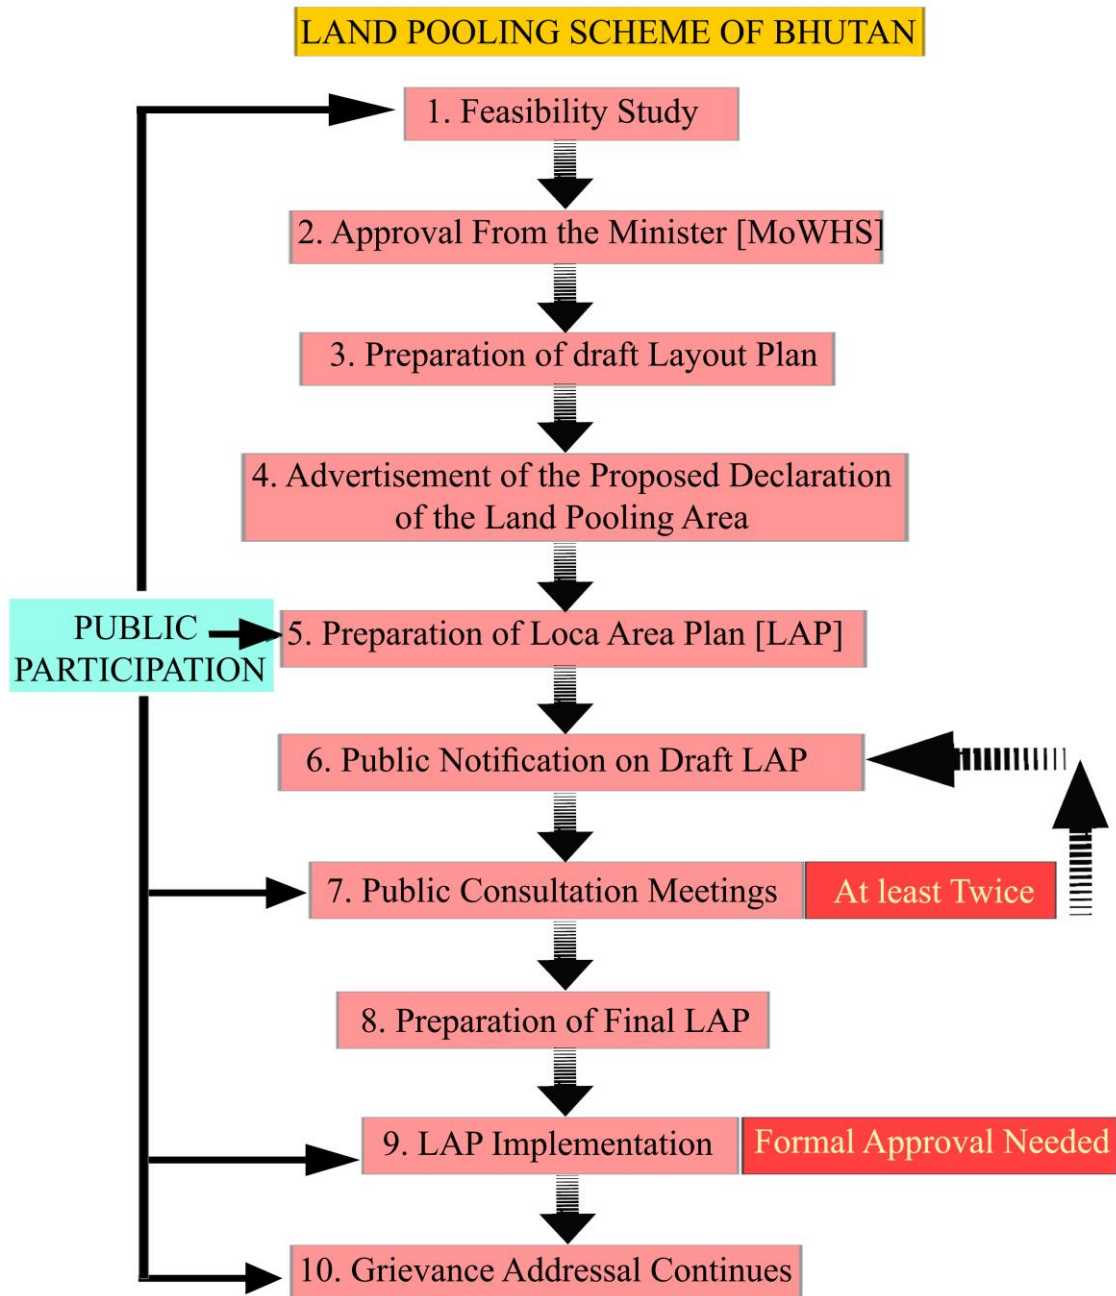 LAND POOLING SCHEME OF BHUTAN
1. Feasibility Study
2. Approval From the Minister [MoWHS]
3. Preparation of draft Layout Plan
4. Advertisement of the Proposed Declaration
of the Land Pooling Area
PUBLIC
PARTICIPATION
5. Preparation of Loca Area Plan [LAP]
6. Public Notification on Draft LAP
7. Public Consultation Meetings
At least Twice
8. Preparation of Final LAP
9. LAP Implementation
Formal Approval Needed
10. Grievance Addressal Continues